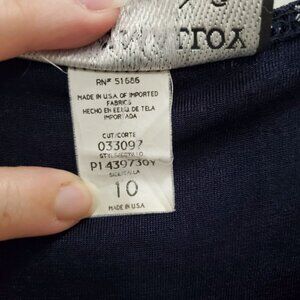 RN# 51686
MADE IN U.S.A. OF IMPORTED
FABRICS
HECHO EN EE.UU. DE TELA
IMPORTADA
CUT/CORTE
033097
P1439730Y
10
MADE IN U.S.A.